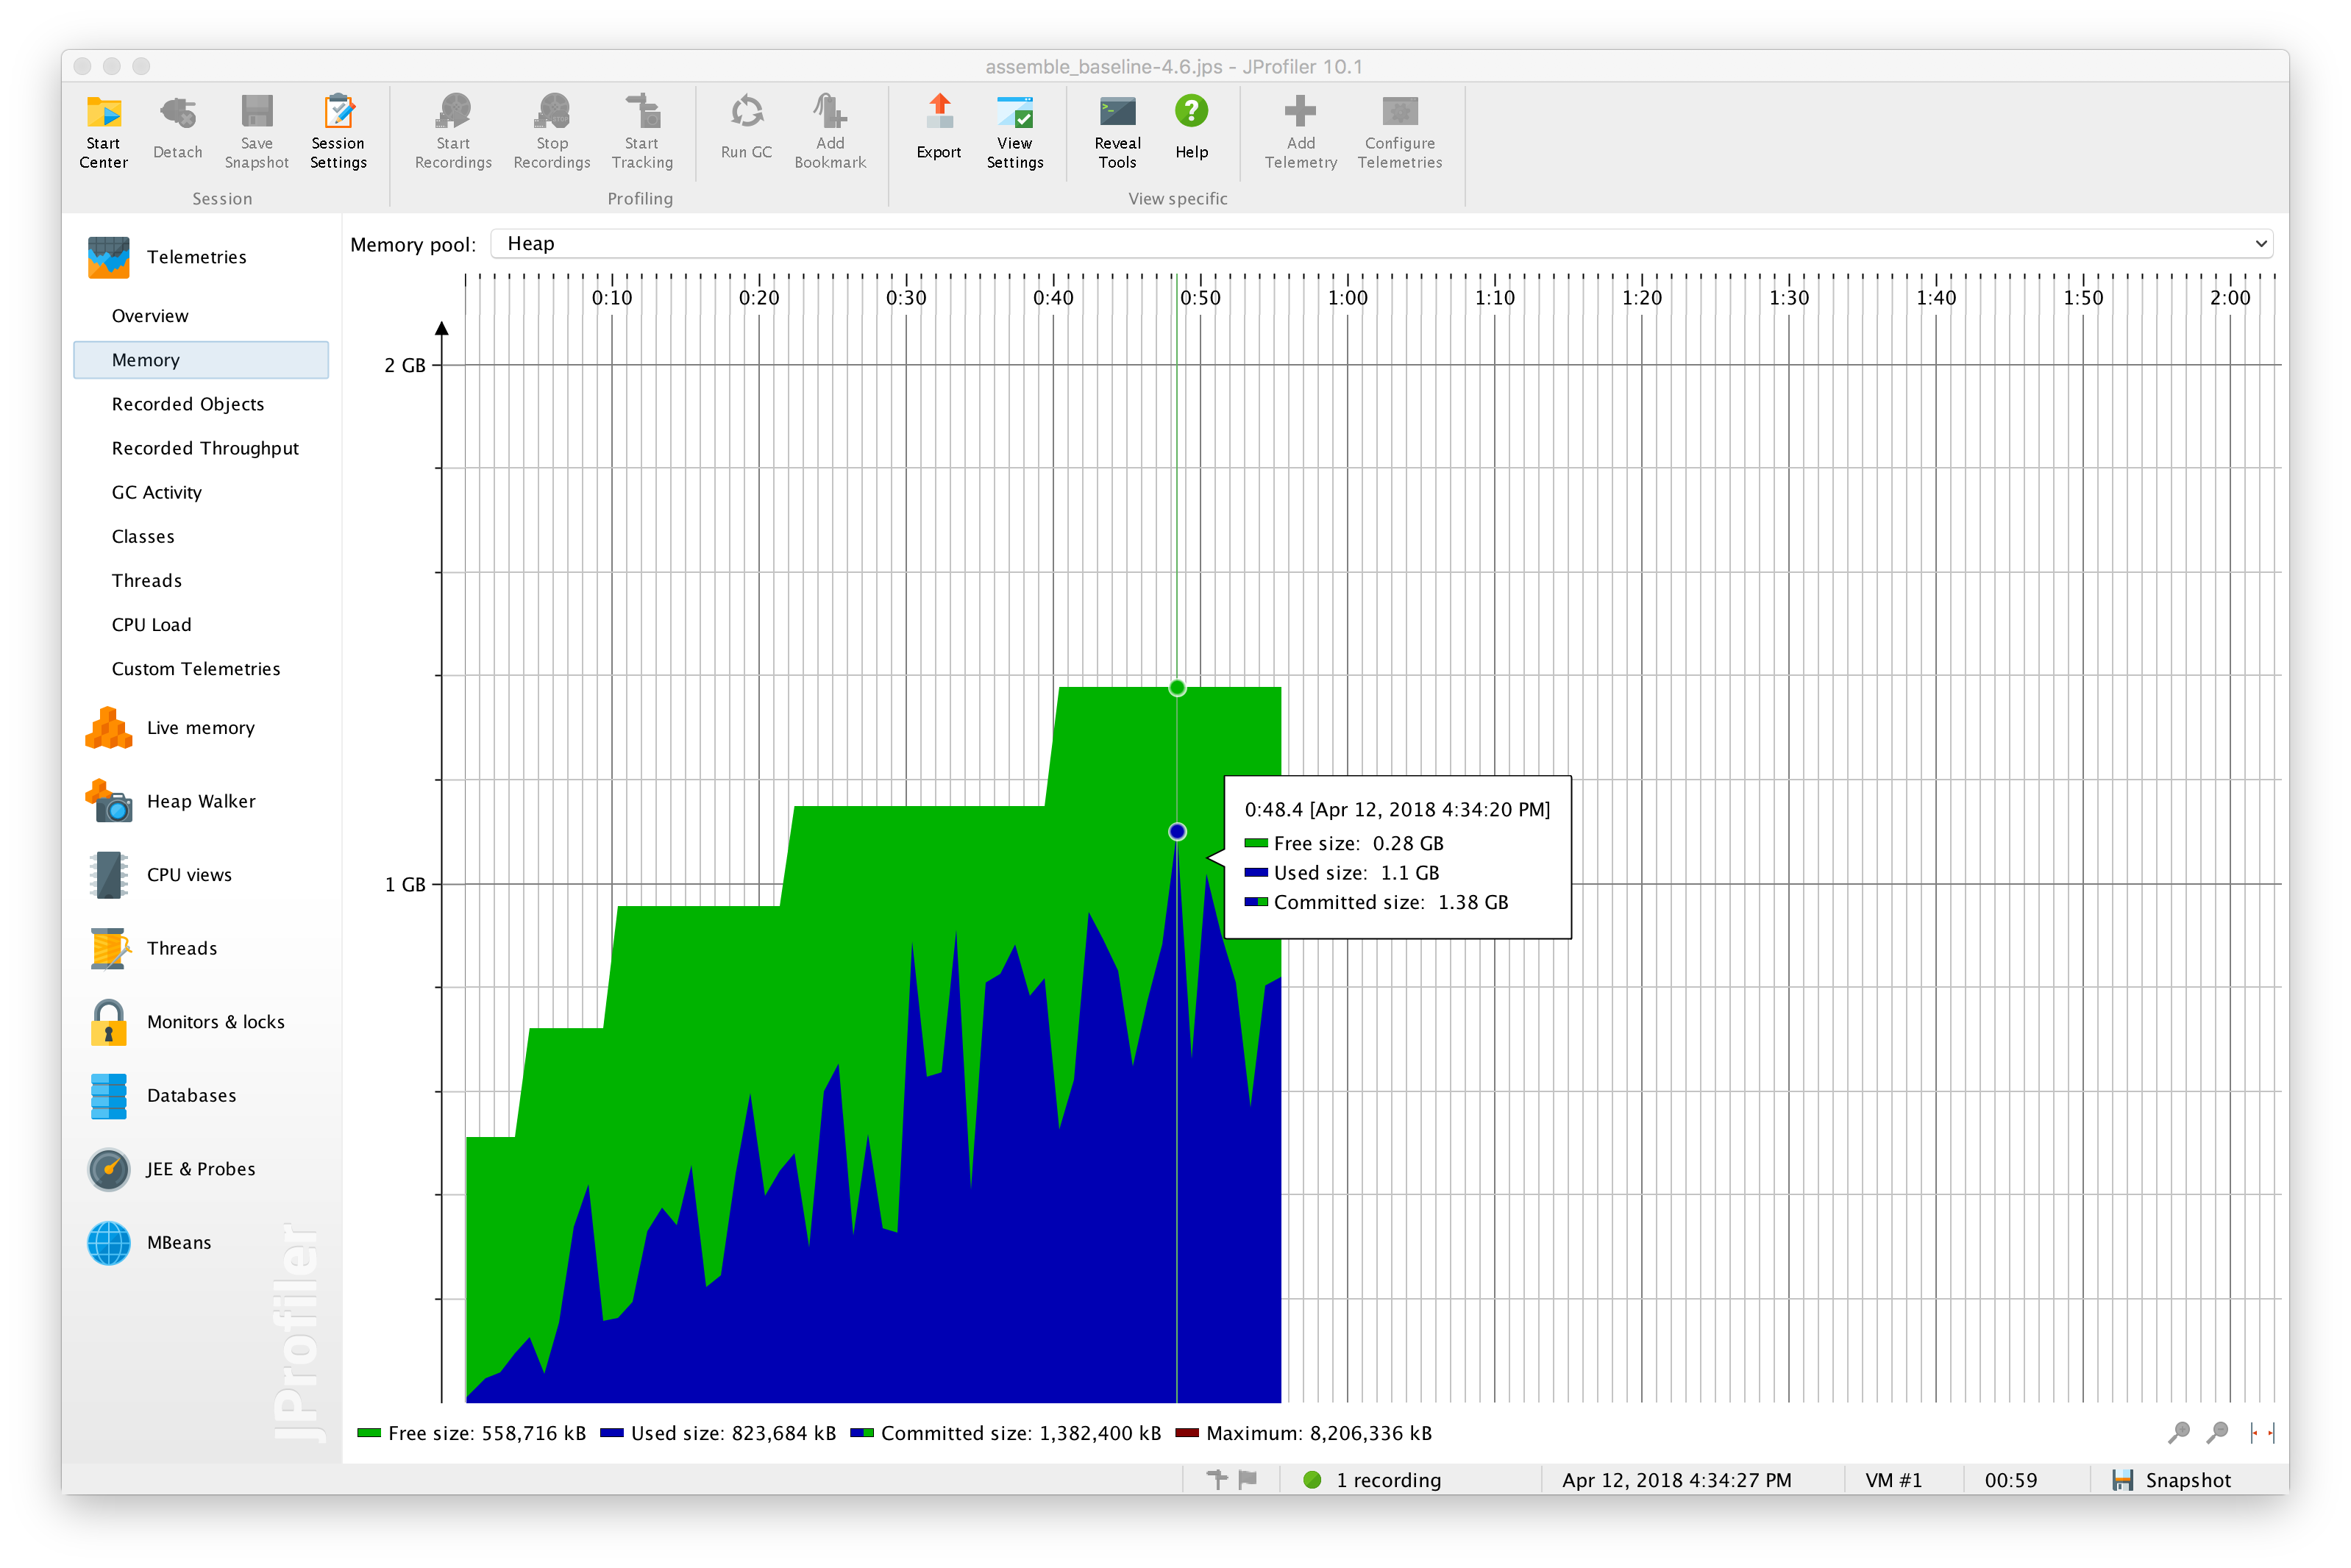 assemble_baseline-4.6.jps - JProfiler 10.1
Start Center
Detach
Save Snapshot
Session Settings
Start Recordings
Stop Recordings
Start Tracking
Run GC
Add Bookmark
Export
View Settings
Reveal Tools
Help
Add Telemetry
Configure Telemetries
Session
Profiling
View specific
Telemetries
Overview
Memory
Recorded Objects
Recorded Throughput
GC Activity
Classes
Threads
CPU Load
Custom Telemetries
Live memory
Heap Walker
CPU views
Threads
Monitors & locks
Databases
JEE & Probes
MBeans
JProfiler
Memory pool: Heap
0:10 0:20 0:30 0:40 0:50 1:00 1:10 1:20 1:30 1:40 1:50 2:00
2 GB
1 GB
0:48.4 [Apr 12, 2018 4:34:20 PM]
Free size: 0.28 GB
Used size: 1.1 GB
Committed size: 1.38 GB
Free size: 558,716 kB Used size: 823,684 kB Committed size: 1,382,400 kB Maximum: 8,206,336 kB
1 recording Apr 12, 2018 4:34:27 PM VM #1 00:59 Snapshot